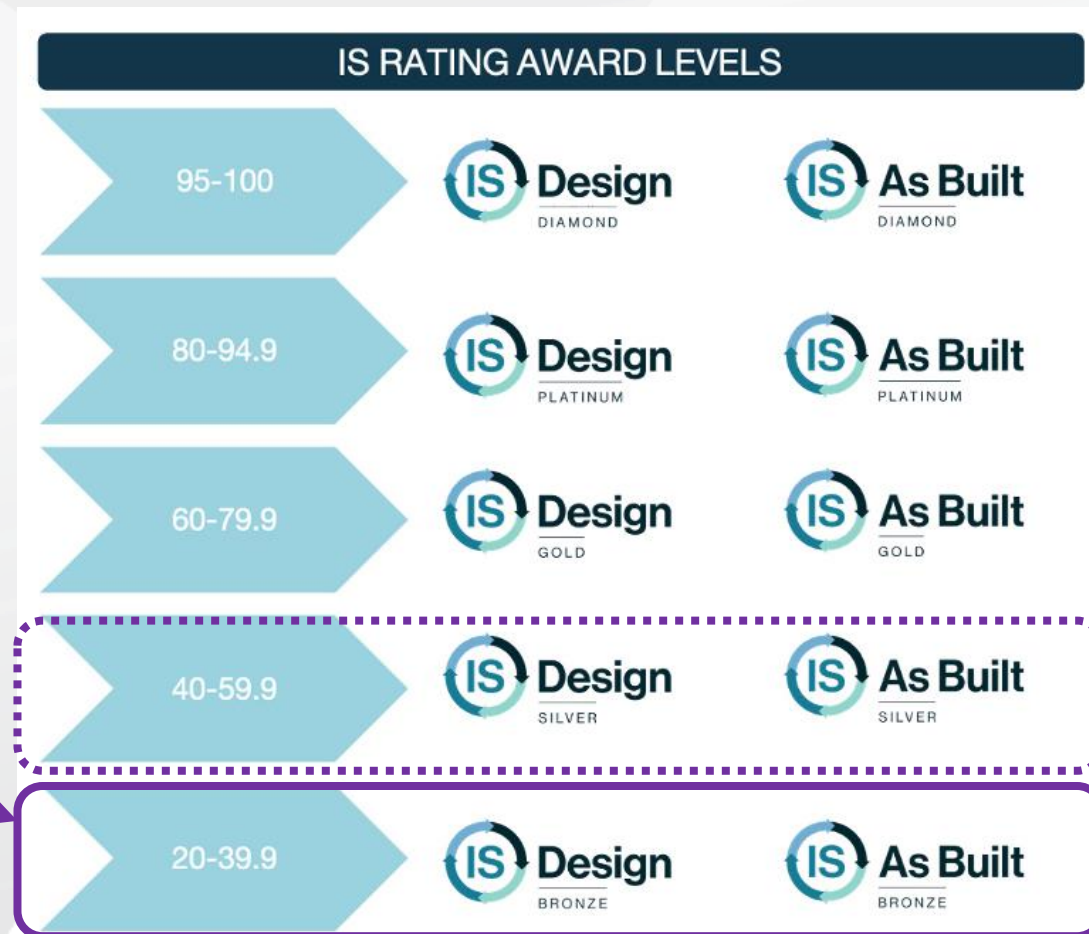 IS RATING AWARD LEVELS
95-100
IS Design
DIAMOND
IS As Built
DIAMOND
80-94.9
IS Design
PLATINUM
IS As Built
PLATINUM
60-79.9
IS Design
GOLD
IS As Built
GOLD
40-59.9
IS Design
SILVER
IS As Built
SILVER
20-39.9
IS Design
BRONZE
IS As Built
BRONZE